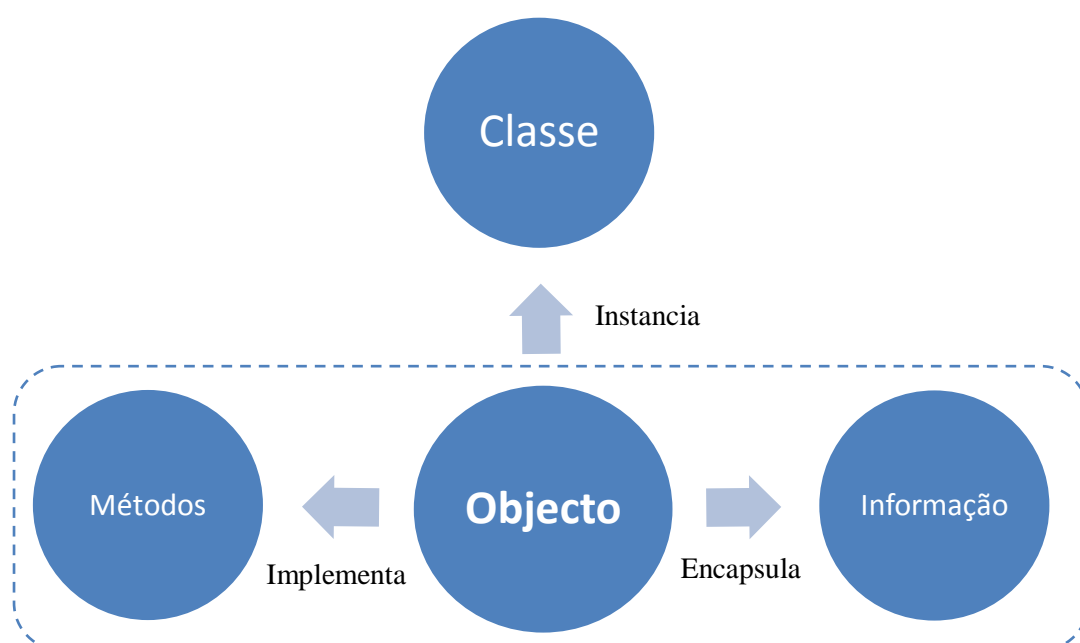 Classe
Instancia
Métodos
Objecto
Informação
Implementa
Encapsula